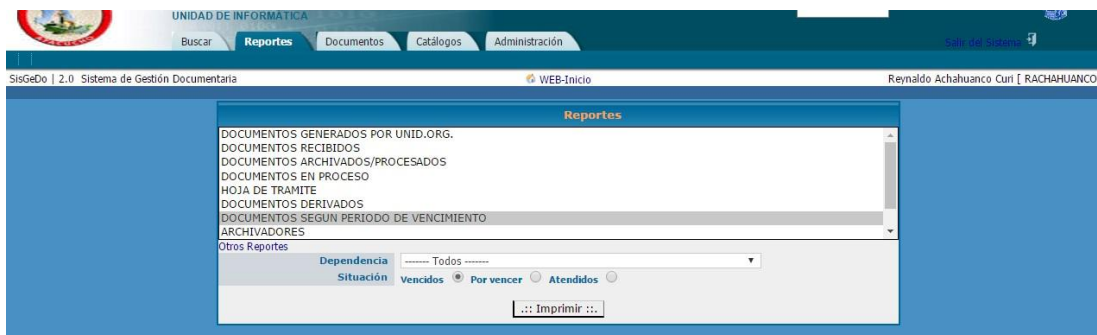 UNIDAD DE INFORMATICA
AYACUCHO
Buscar Reportes Documentos Catálogos Administración Salir del Sistema
SisGeDo | 2.0 Sistema de Gestión Documentaria WEB-Inicio Reynaldo Achahuanco Curi [ RACHAHUANCO
Reportes
DOCUMENTOS GENERADOS POR UNID.ORG.
DOCUMENTOS RECIBIDOS
DOCUMENTOS ARCHIVADOS/PROCESADOS
DOCUMENTOS EN PROCESO
HOJA DE TRAMITE
DOCUMENTOS DERIVADOS
DOCUMENTOS SEGUN PERIODO DE VENCIMIENTO
ARCHIVADORES
Otros Reportes
Dependencia ------- Todos -------
Situación Vencidos Por vencer Atendidos
.:: Imprimir ::.